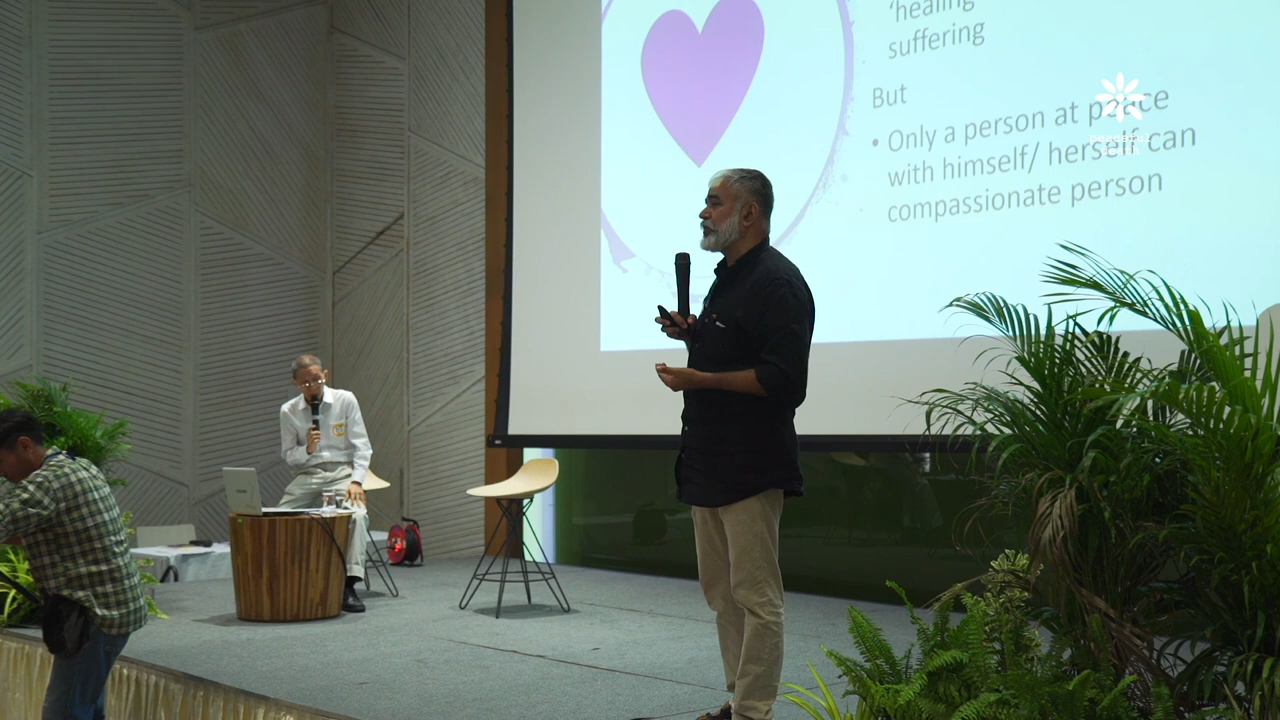 'healing
suffering
But
• Only a person at peace
with himself/ herself can
compassionate person